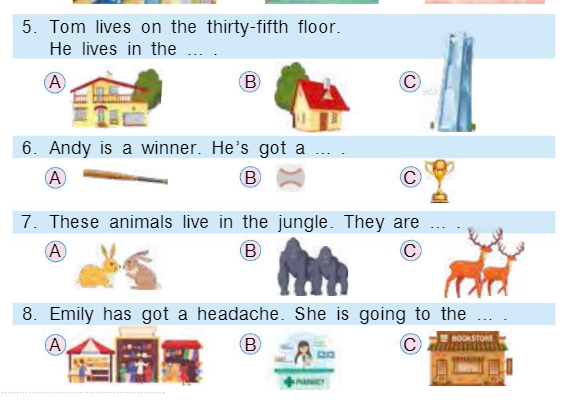 5. Tom lives on the thirty-fifth floor.
He lives in the ... .
A B C
6. Andy is a winner. He's got a ... .
A B C
7. These animals live in the jungle. They are ... .
A B C
8. Emily has got a headache. She is going to the ... .
A B C
PHARMACY
BOOKSTORE